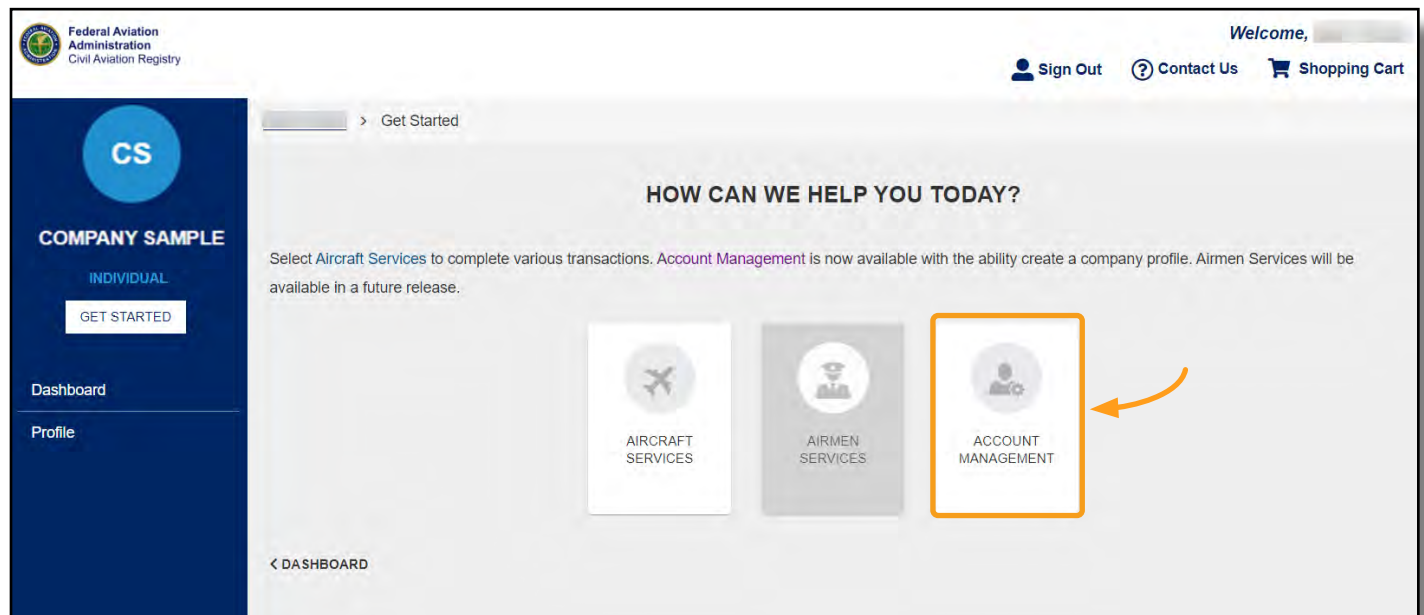 Federal Aviation
Administration
Civil Aviation Registry
Welcome,
Sign Out
Contact Us
Shopping Cart
> Get Started
CS
COMPANY SAMPLE
INDIVIDUAL
GET STARTED
Dashboard
Profile
HOW CAN WE HELP YOU TODAY?
Select Aircraft Services to complete various transactions. Account Management is now available with the ability create a company profile. Airmen Services will be
available in a future release.
AIRCRAFT
SERVICES
AIRMEN
SERVICES
ACCOUNT
MANAGEMENT
< DASHBOARD